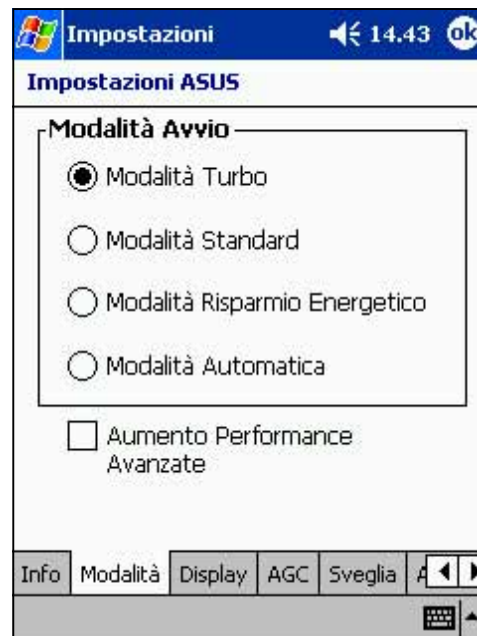 Impostazioni 14.43 ok
Impostazioni ASUS
Modalità Avvio
Modalità Turbo
Modalità Standard
Modalità Risparmio Energetico
Modalità Automatica
Aumento Performance
Avanzate
Info Modalità Display AGC Sveglia